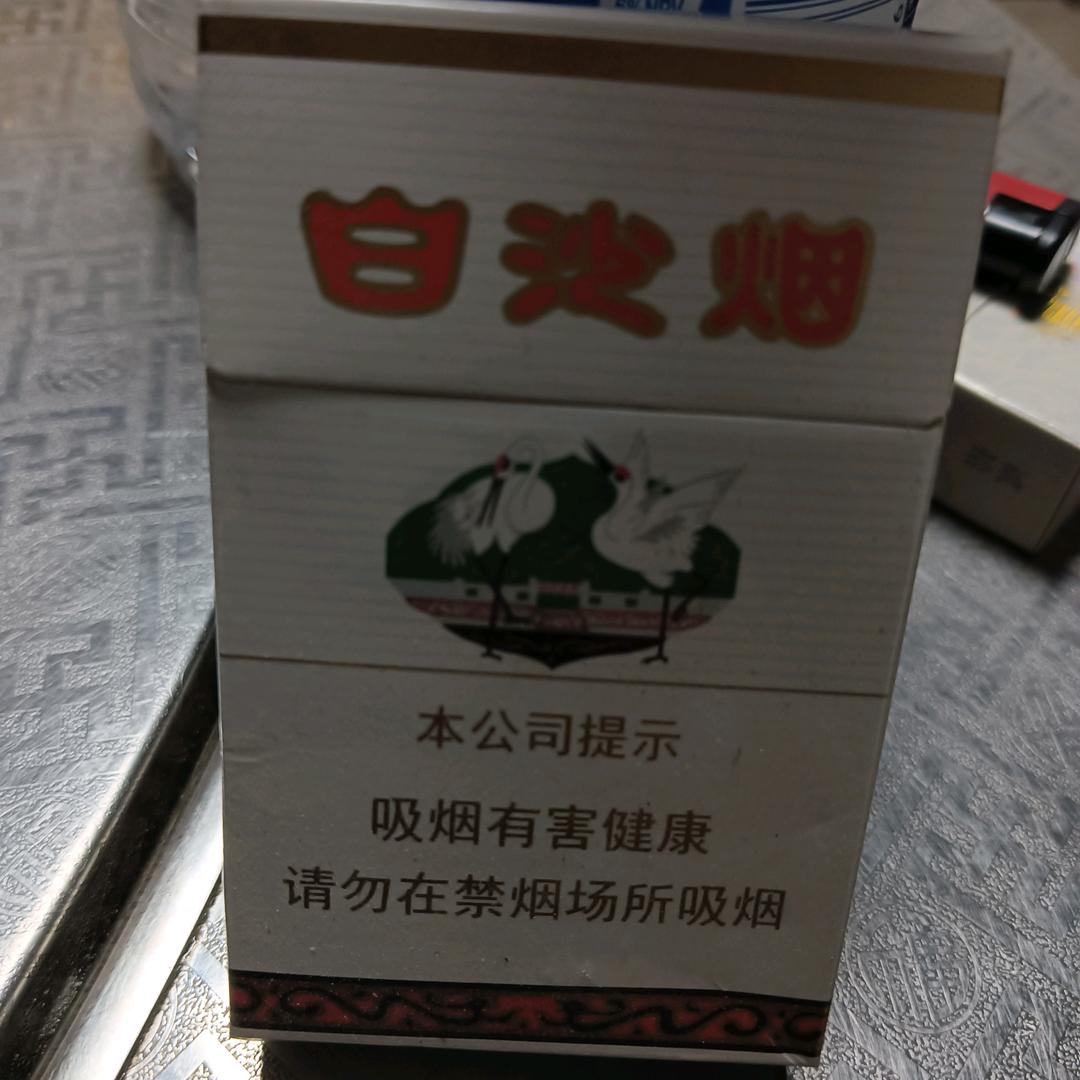 白沙烟
本公司提示
吸烟有害健康
请勿在禁烟场所吸烟